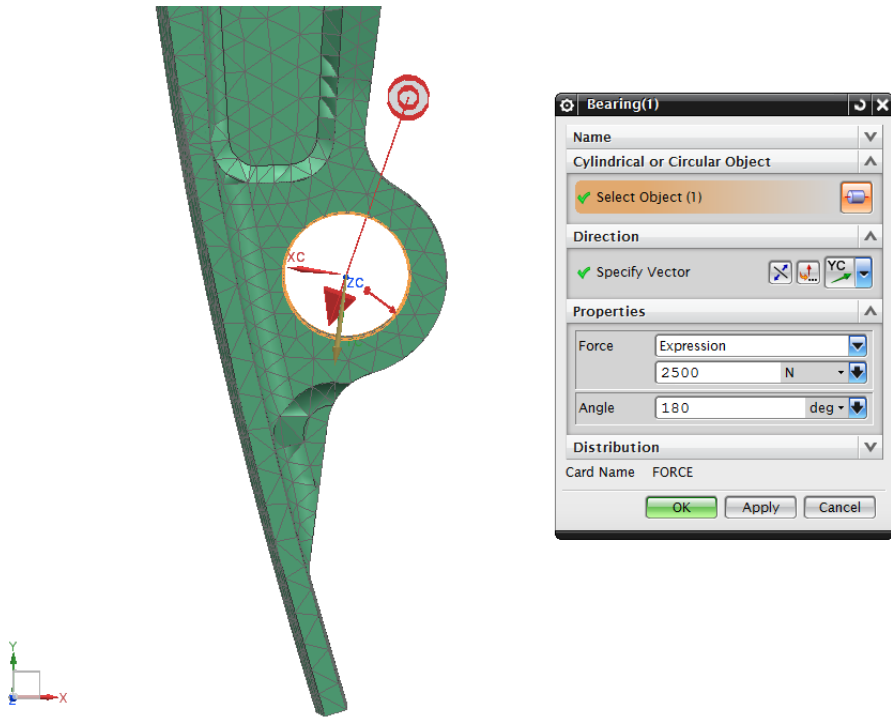 XC
ZC
Y
Z
X
Bearing(1)
Name
Cylindrical or Circular Object
Select Object (1)
Direction
Specify Vector
YC
Properties
Force
Expression
2500 N
Angle
180 deg
Distribution
Card Name FORCE
OK Apply Cancel